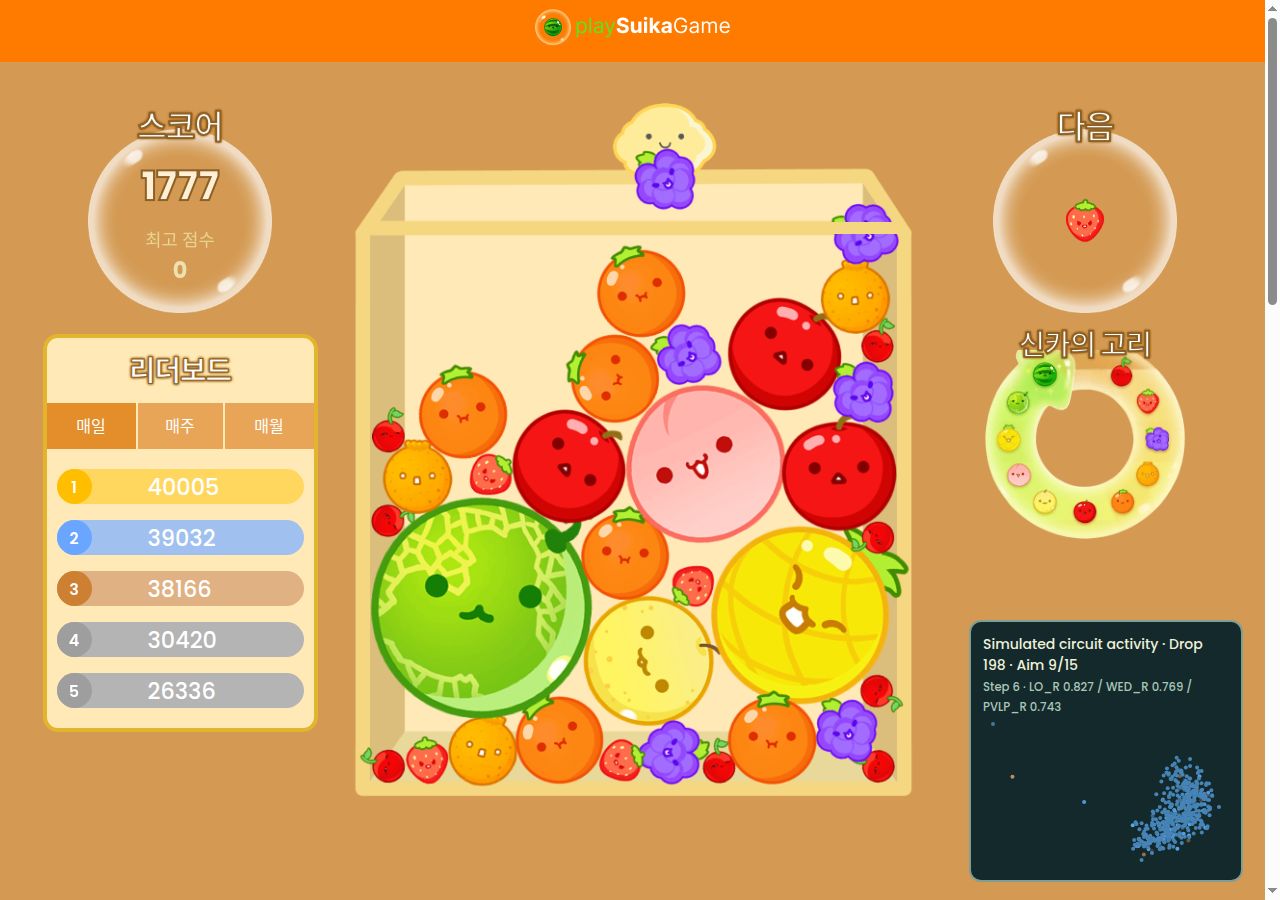 playSuikaGame
스코어
1777
최고 점수
0
다음
리더보드
매일 매주 매월
1 40005
2 39032
3 38166
4 30420
5 26336
신카의 고리
Simulated circuit activity · Drop
198 · Aim 9/15
Step 6 · LO_R 0.827 / WED_R 0.769 /
PVLP_R 0.743